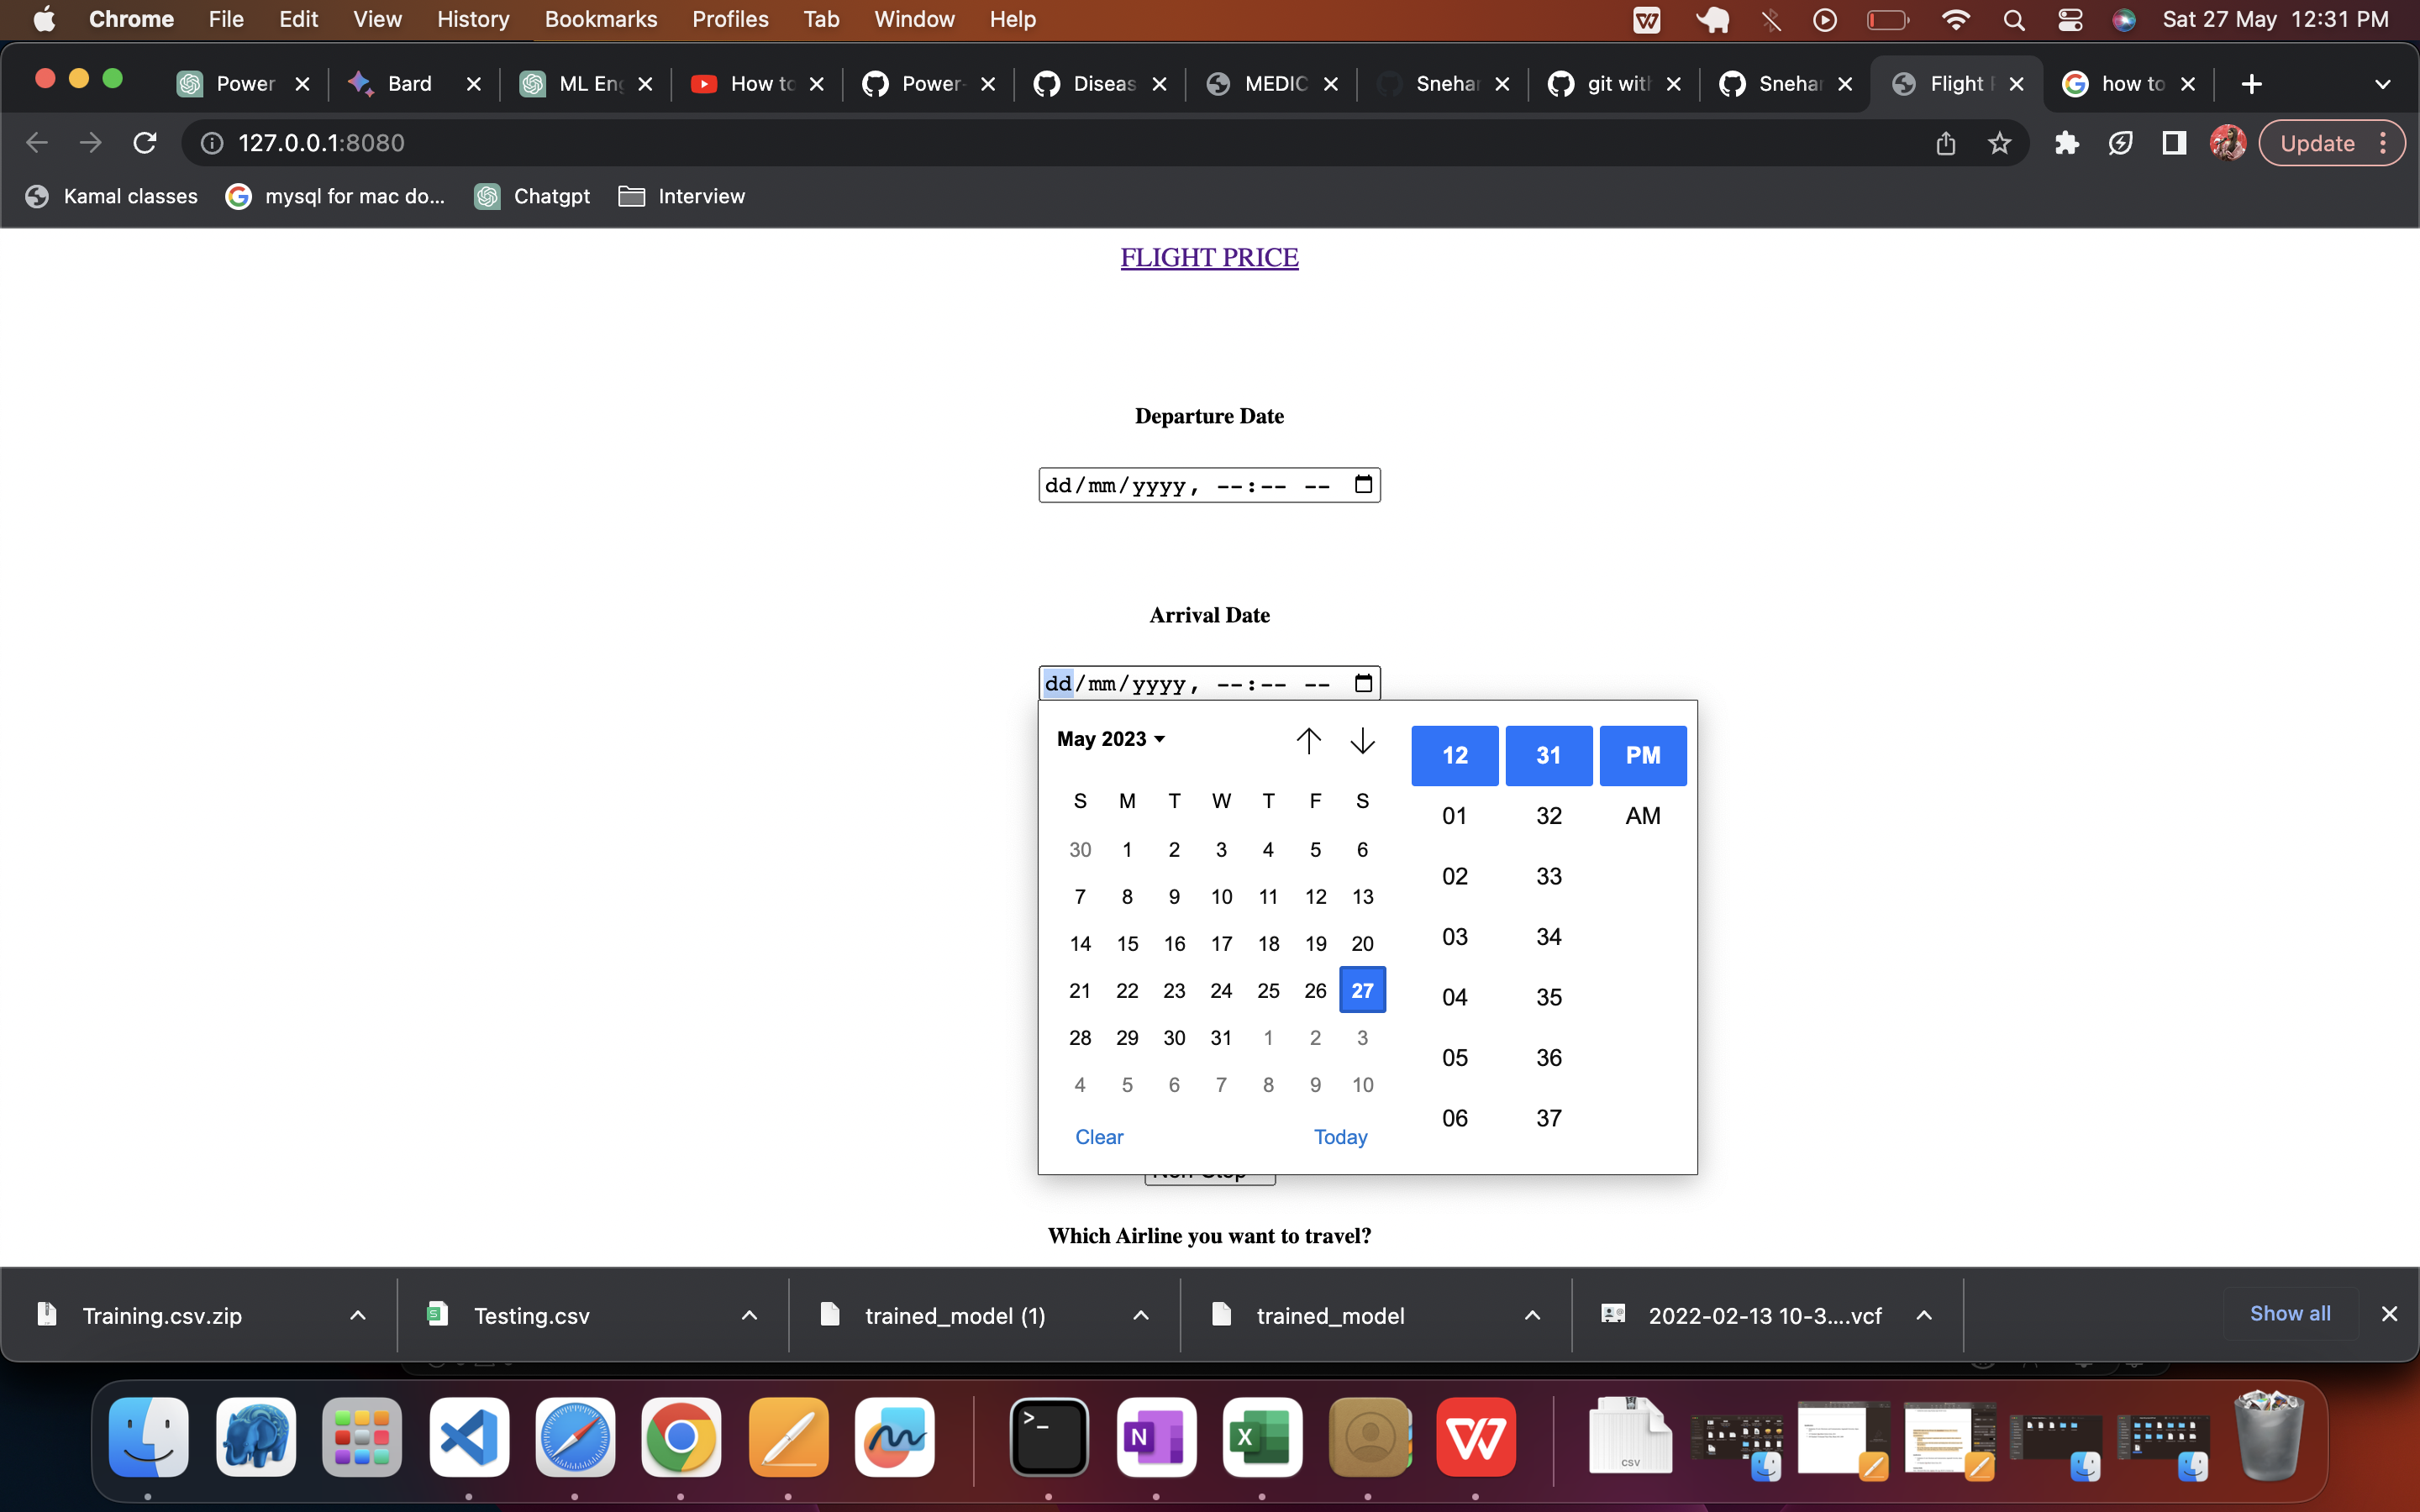 Chrome File Edit View History Bookmarks Profiles Tab Window Help Sat 27 May 12:31 PM
Power Bard ML Eng How to Power- Diseas MEDIC Snehar git with Snehar Flight how to
127.0.0.1:8080 Update
Kamal classes mysql for mac do... Chatgpt Interview
FLIGHT PRICE
Departure Date
dd/mm/yyyy, --:-- --
Arrival Date
dd/mm/yyyy, --:-- --
May 2023 12 31 PM
S M T W T F S 01 32 AM
30 1 2 3 4 5 6
02 33
7 8 9 10 11 12 13
03 34
14 15 16 17 18 19 20
21 22 23 24 25 26 27
04 35
28 29 30 31 1 2 3
05 36
4 5 6 7 8 9 10
06 37
Clear Today
Which Airline you want to travel?
Training.csv.zip Testing.csv trained_model (1) trained_model 2022-02-13 10-3....vcf Show all
CSV